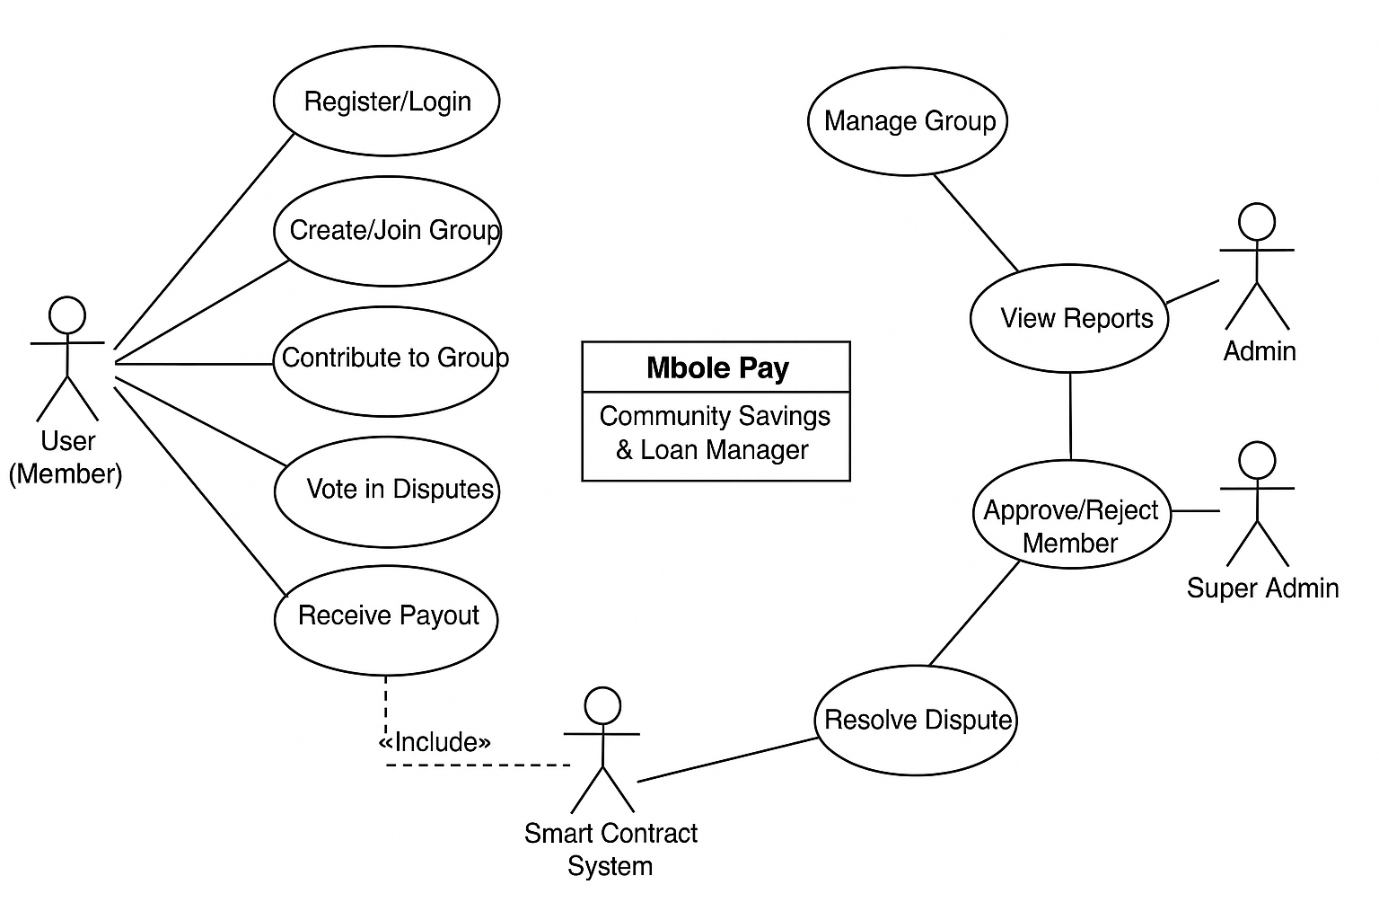 Register/Login
Create/Join Group
Contribute to Group
Vote in Disputes
Receive Payout
User
(Member)
«Include»
Smart Contract
System
Mbole Pay
Community Savings
& Loan Manager
Manage Group
View Reports
Approve/Reject
Member
Resolve Dispute
Admin
Super Admin